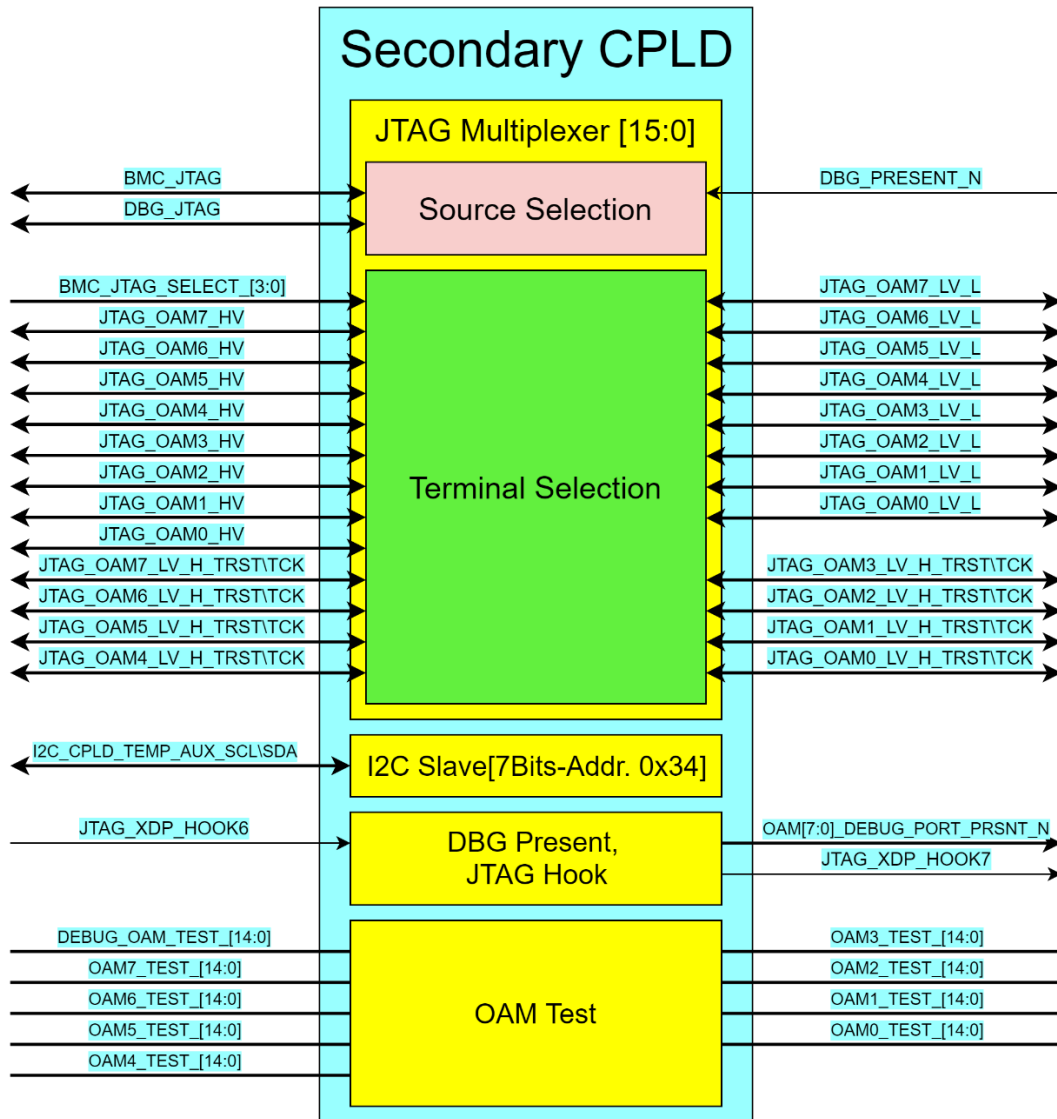 Secondary CPLD
JTAG Multiplexer [15:0]
BMC_JTAG
DBG_JTAG
Source Selection
DBG_PRESENT_N
BMC_JTAG_SELECT_[3:0]
JTAG_OAM7_HV
JTAG_OAM6_HV
JTAG_OAM5_HV
JTAG_OAM4_HV
JTAG_OAM3_HV
JTAG_OAM2_HV
JTAG_OAM1_HV
JTAG_OAM0_HV
JTAG_OAM7_LV_H_TRST\TCK
JTAG_OAM6_LV_H_TRST\TCK
JTAG_OAM5_LV_H_TRST\TCK
JTAG_OAM4_LV_H_TRST\TCK
Terminal Selection
JTAG_OAM7_LV_L
JTAG_OAM6_LV_L
JTAG_OAM5_LV_L
JTAG_OAM4_LV_L
JTAG_OAM3_LV_L
JTAG_OAM2_LV_L
JTAG_OAM1_LV_L
JTAG_OAM0_LV_L
JTAG_OAM3_LV_H_TRST\TCK
JTAG_OAM2_LV_H_TRST\TCK
JTAG_OAM1_LV_H_TRST\TCK
JTAG_OAM0_LV_H_TRST\TCK
I2C_CPLD_TEMP_AUX_SCL\SDA
I2C Slave[7Bits-Addr. 0x34]
JTAG_XDP_HOOK6
DBG Present,
JTAG Hook
OAM[7:0]_DEBUG_PORT_PRSNT_N
JTAG_XDP_HOOK7
DEBUG_OAM_TEST_[14:0]
OAM7_TEST_[14:0]
OAM6_TEST_[14:0]
OAM5_TEST_[14:0]
OAM4_TEST_[14:0]
OAM Test
OAM3_TEST_[14:0]
OAM2_TEST_[14:0]
OAM1_TEST_[14:0]
OAM0_TEST_[14:0]